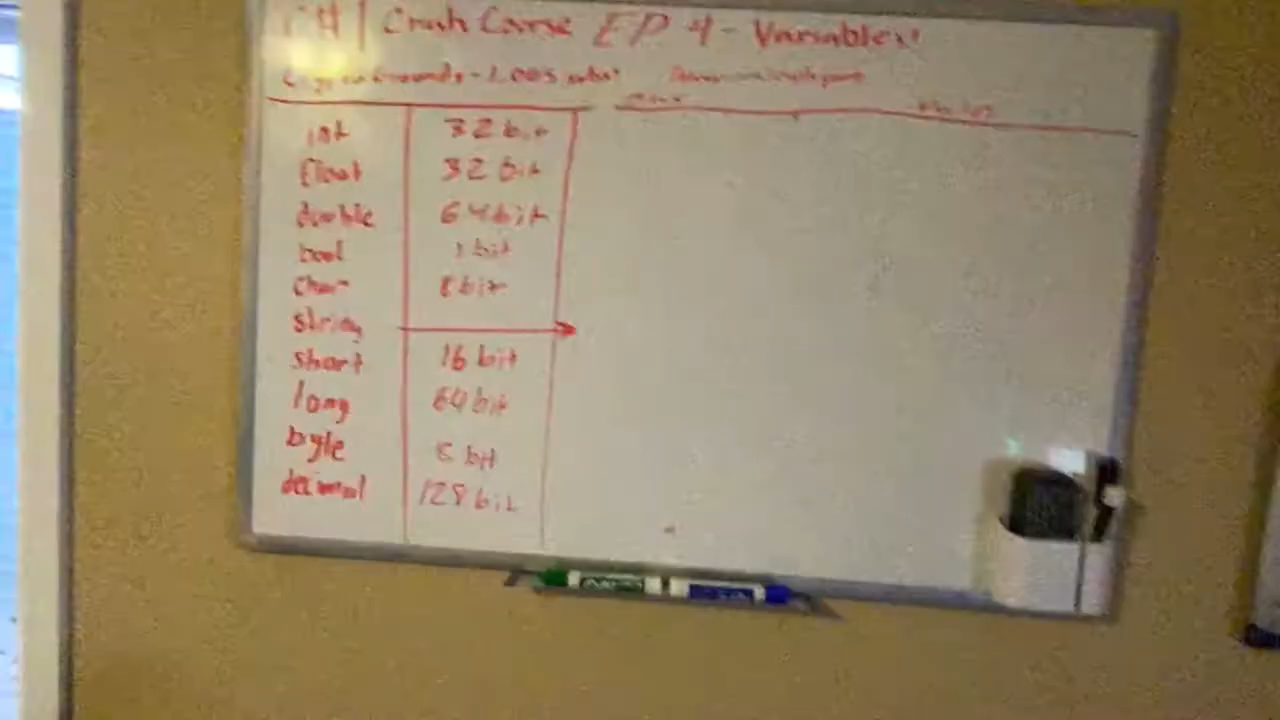 C# | Crash Course EP 4 - Variables!
int 32 bit
float 32 bit
double 64 bit
bool 1 bit
char 8 bit
string
short 16 bit
long 64 bit
byte 8 bit
decimal 128 bit